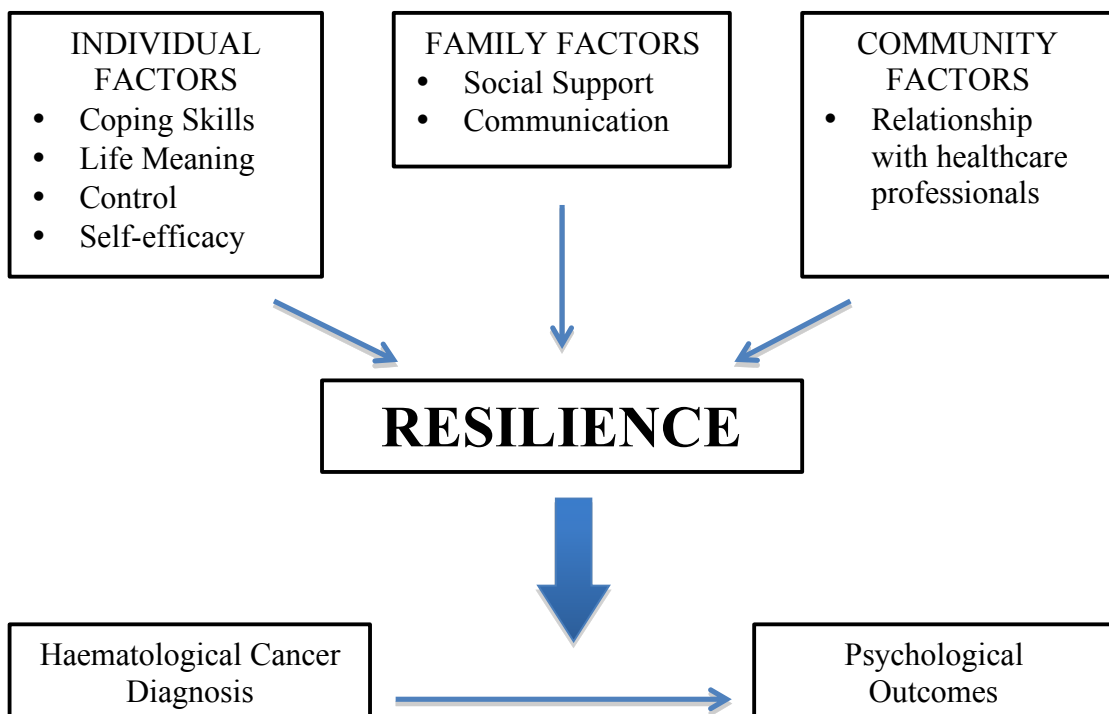 INDIVIDUAL
FACTORS
• Coping Skills
• Life Meaning
• Control
• Self-efficacy
FAMILY FACTORS
• Social Support
• Communication
COMMUNITY
FACTORS
• Relationship
with healthcare
professionals
RESILIENCE
Haematological Cancer
Diagnosis
Psychological
Outcomes